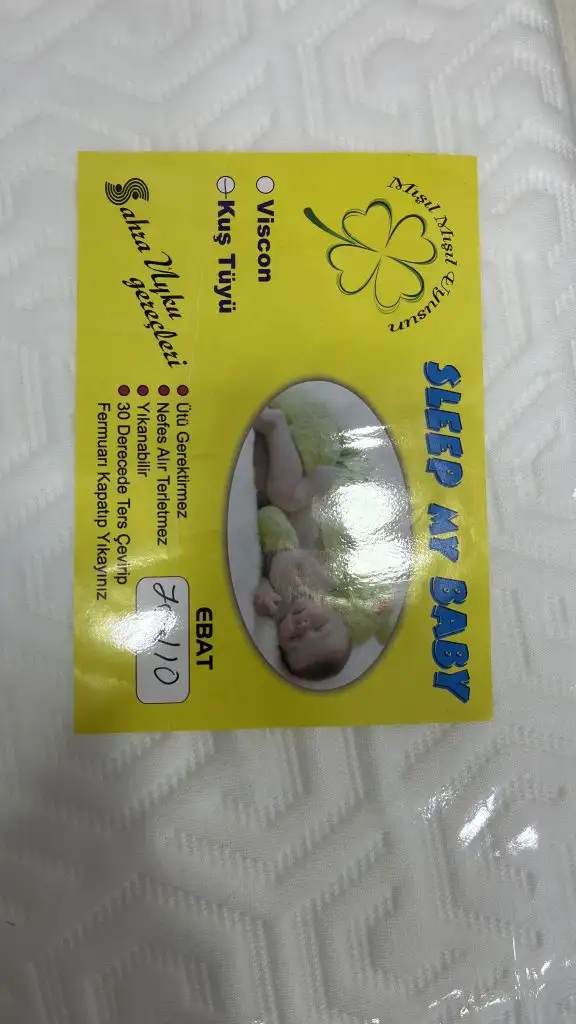 Mışıl Mışıl Uyusun
SLEEP MY BABY
Viscon
Kuş Tüyü
Sahra Uyku
gereçleri
Ütü Gerektirmez
Nefes Alır Terletmez
Yıkanabilir
30 Derecede Ters Çevirip
Fermuarı Kapatıp Yıkayınız
EBAT